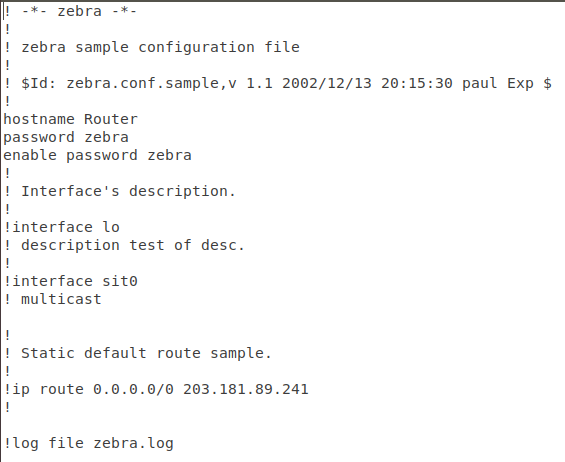 ! -*- zebra -*-
!
! zebra sample configuration file
!
! $Id: zebra.conf.sample,v 1.1 2002/12/13 20:15:30 paul Exp $
!
hostname Router
password zebra
enable password zebra
!
! Interface's description.
!
!interface lo
! description test of desc.
!
!interface sit0
! multicast

!
! Static default route sample.
!
!ip route 0.0.0.0/0 203.181.89.241
!

!log file zebra.log